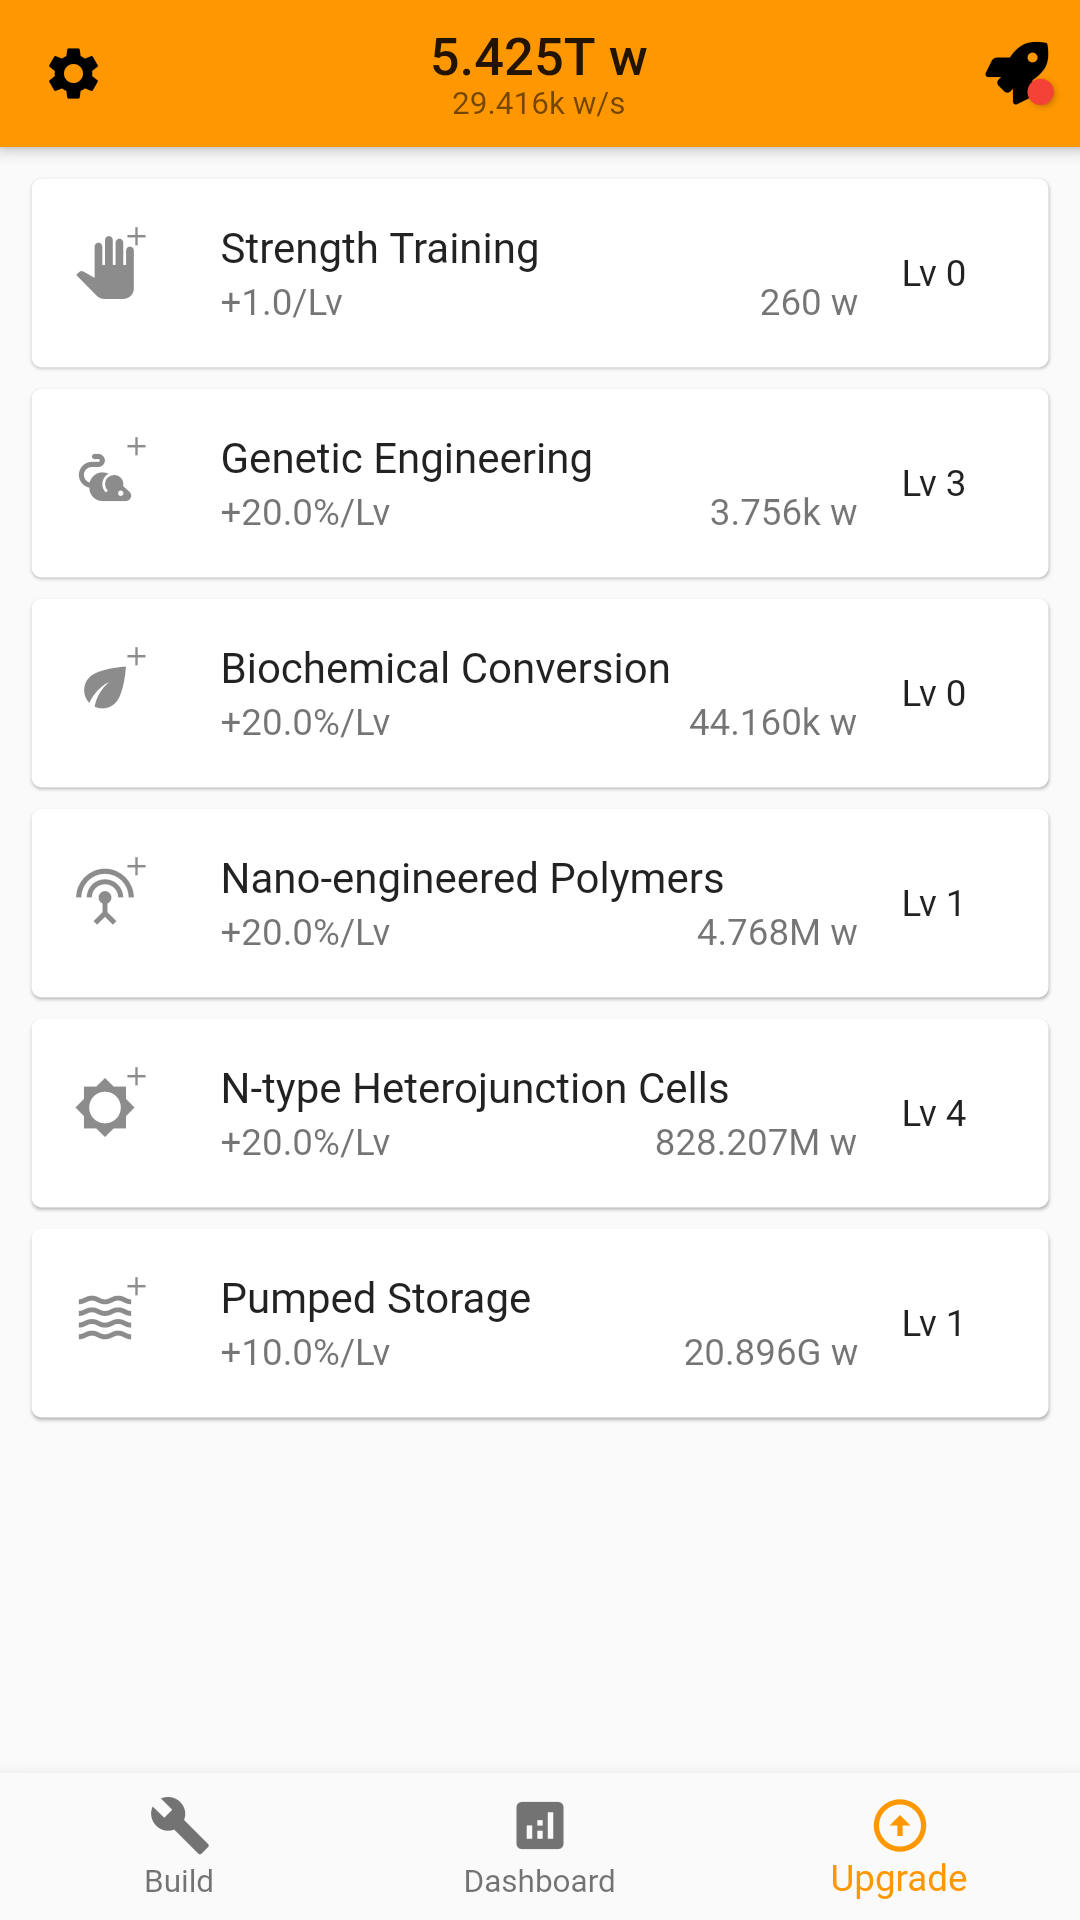 5.425T w
29.416k w/s
Strength Training
+1.0/Lv 260 w
Lv 0
Genetic Engineering
+20.0%/Lv 3.756k w
Lv 3
Biochemical Conversion
+20.0%/Lv 44.160k w
Lv 0
Nano-engineered Polymers
+20.0%/Lv 4.768M w
Lv 1
N-type Heterojunction Cells
+20.0%/Lv 828.207M w
Lv 4
Pumped Storage
+10.0%/Lv 20.896G w
Lv 1
Build Dashboard Upgrade